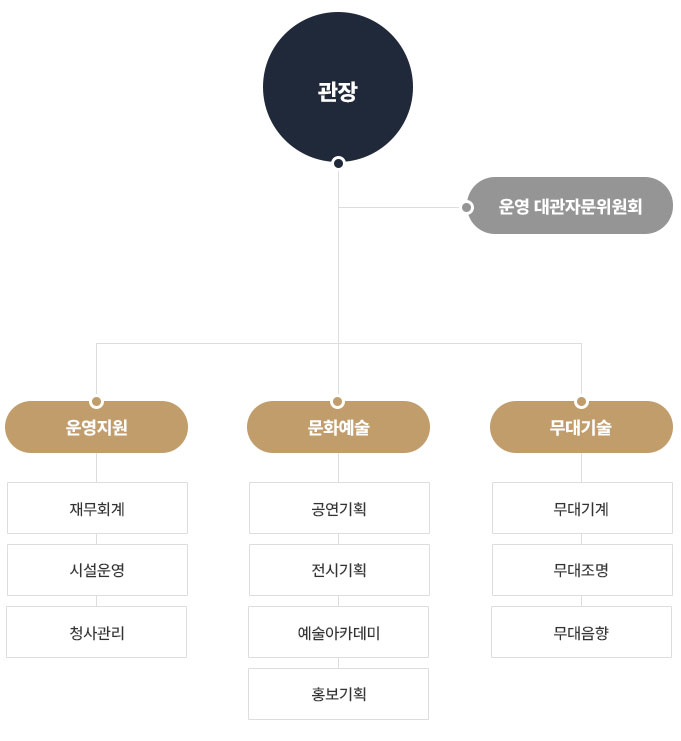 관장
운영 대관자문위원회
운영지원
문화예술
무대기술
재무회계
공연기획
무대기계
시설운영
전시기획
무대조명
청사관리
예술아카데미
무대음향
홍보기획